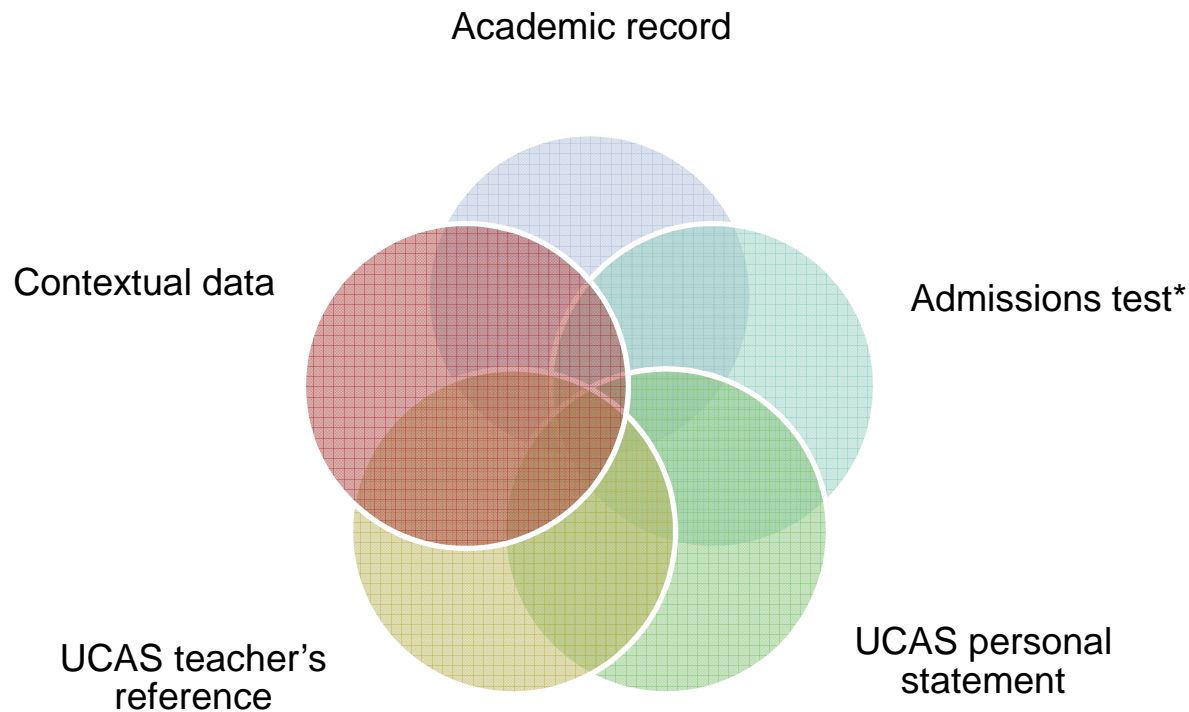 Academic record
Contextual data
Admissions test*
UCAS teacher’s
reference
UCAS personal
statement